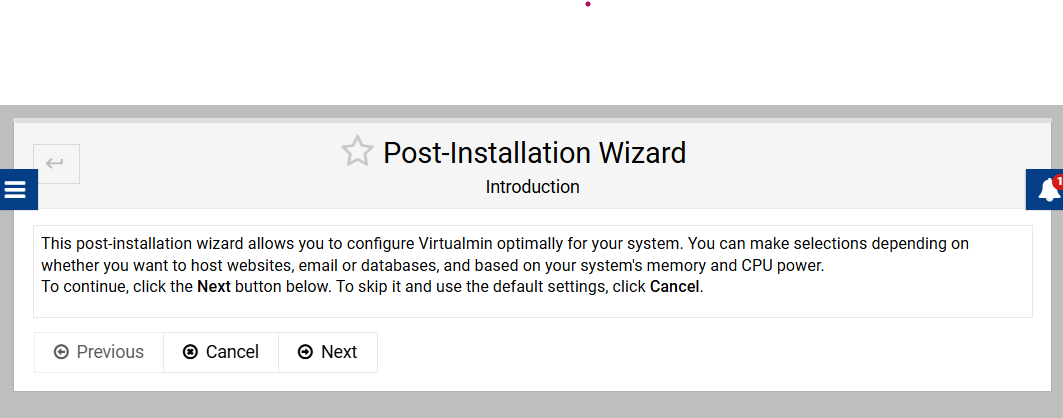 Post-Installation Wizard
Introduction
1
This post-installation wizard allows you to configure Virtualmin optimally for your system. You can make selections depending on
whether you want to host websites, email or databases, and based on your system's memory and CPU power.
To continue, click the Next button below. To skip it and use the default settings, click Cancel.
Previous Cancel Next